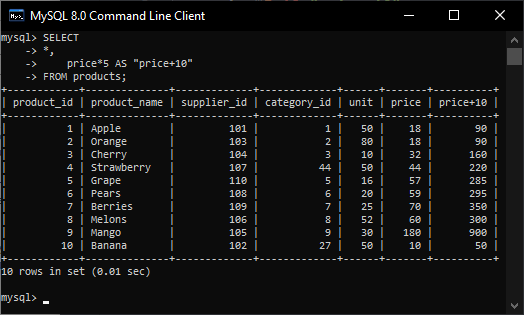 MySQL 8.0 Command Line Client
mysql> SELECT
    -> *,
    ->     price*5 AS "price+10"
    -> FROM products;
+------------+--------------+-------------+-------------+------+-------+----------+
| product_id | product_name | supplier_id | category_id | unit | price | price+10 |
+------------+--------------+-------------+-------------+------+-------+----------+
|          1 | Apple        |         101 |           1 |   50 |    18 |       90 |
|          2 | Orange       |         103 |           2 |   80 |    18 |       90 |
|          3 | Cherry       |         104 |           3 |   10 |    32 |      160 |
|          4 | Strawberry   |         107 |          44 |   50 |    44 |      220 |
|          5 | Grape        |         110 |           5 |   16 |    57 |      285 |
|          6 | Pears        |         108 |           6 |   20 |    59 |      295 |
|          7 | Berries      |         109 |           7 |   25 |    70 |      350 |
|          8 | Melons       |         106 |           8 |   52 |    60 |      300 |
|          9 | Mango        |         105 |           9 |   30 |   180 |      900 |
|         10 | Banana       |         102 |          27 |   50 |    10 |       50 |
+------------+--------------+-------------+-------------+------+-------+----------+
10 rows in set (0.01 sec)
mysql>